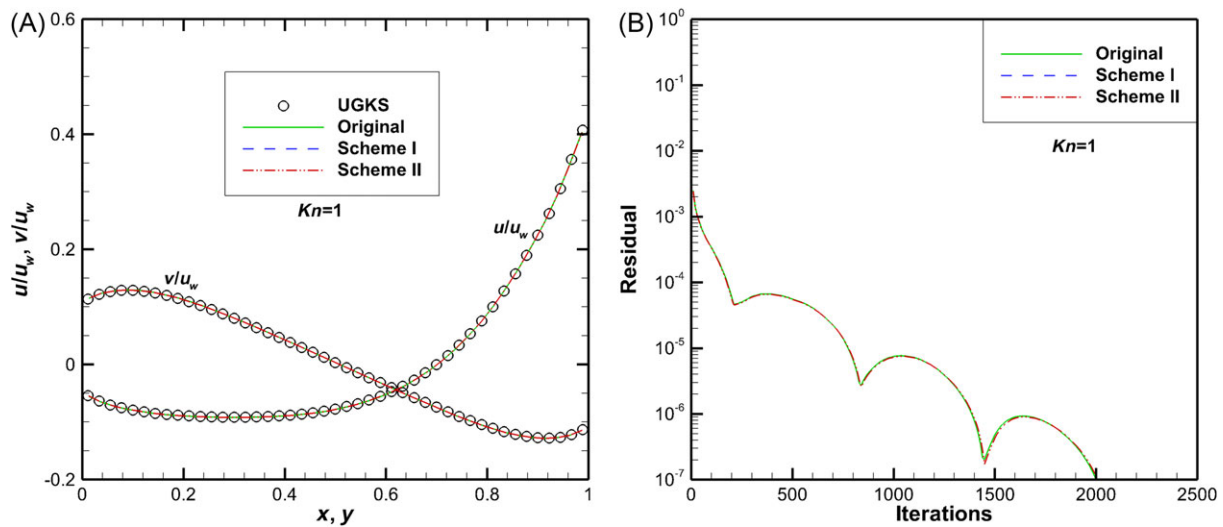 (A)
0.6
0.4
0.2
0
-0.2
u/u_w, v/u_w
UGKS
Original
Scheme I
Scheme II
Kn=1
u/u_w
v/u_w
0 0.2 0.4 0.6 0.8 1
x, y
(B)
10^0
10^-1
10^-2
10^-3
10^-4
10^-5
10^-6
10^-7
Residual
Original
Scheme I
Scheme II
Kn=1
0 500 1000 1500 2000 2500
Iterations